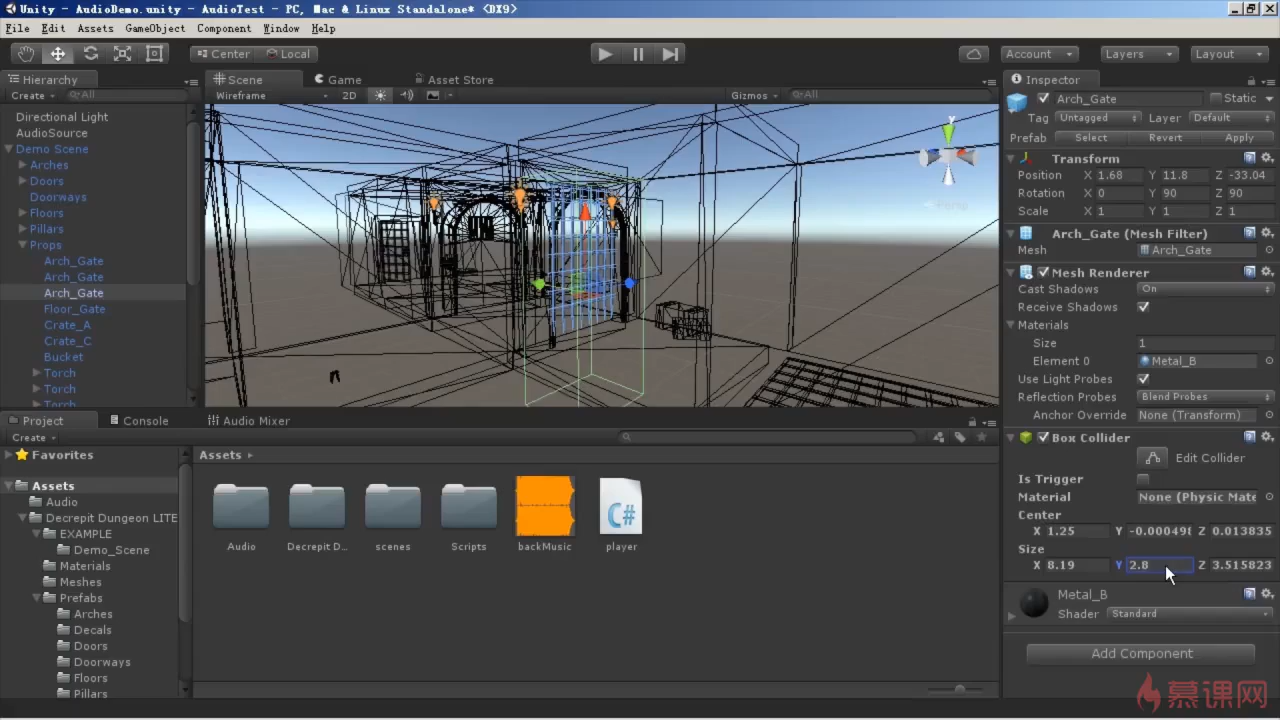 Unity - AudioDemo.unity - AudioTest - PC, Mac & Linux Standalone* <DX9>
File Edit Assets GameObject Component Window Help
Center Local Account Layers Layout
Hierarchy
Create All
Directional Light
AudioSource
Demo Scene
Arches
Doors
Doorways
Floors
Pillars
Props
Arch_Gate
Arch_Gate
Arch_Gate
Floor_Gate
Crate_A
Crate_C
Bucket
Torch
Torch
Torch
Scene Game Asset Store
Wireframe 2D Gizmos All
y
Persp
Inspector
Arch_Gate Static
Tag Untagged Layer Default
Prefab Select Revert Apply
Transform
Position X 1.68 Y 11.8 Z -33.04
Rotation X 0 Y 90 Z 90
Scale X 1 Y 1 Z 1
Arch_Gate (Mesh Filter)
Mesh Arch_Gate
Mesh Renderer
Cast Shadows On
Receive Shadows
Materials
Size 1
Element 0 Metal_B
Use Light Probes
Reflection Probes Blend Probes
Anchor Override None (Transform)
Box Collider
Edit Collider
Is Trigger
Material None (Physic Mate
Center
X 1.25 Y -0.000498 Z 0.013835
Size
X 8.19 Y 2.8 Z 3.515823
Metal_B
Shader Standard
Add Component
Project Console Audio Mixer
Create
Favorites
Assets
Audio
Decrepit Dungeon LITE
EXAMPLE
Demo_Scene
Materials
Meshes
Prefabs
Arches
Decals
Doors
Doorways
Floors
Pillars
Assets
Audio Decrepit D... scenes Scripts backMusic player
C#
慕课网